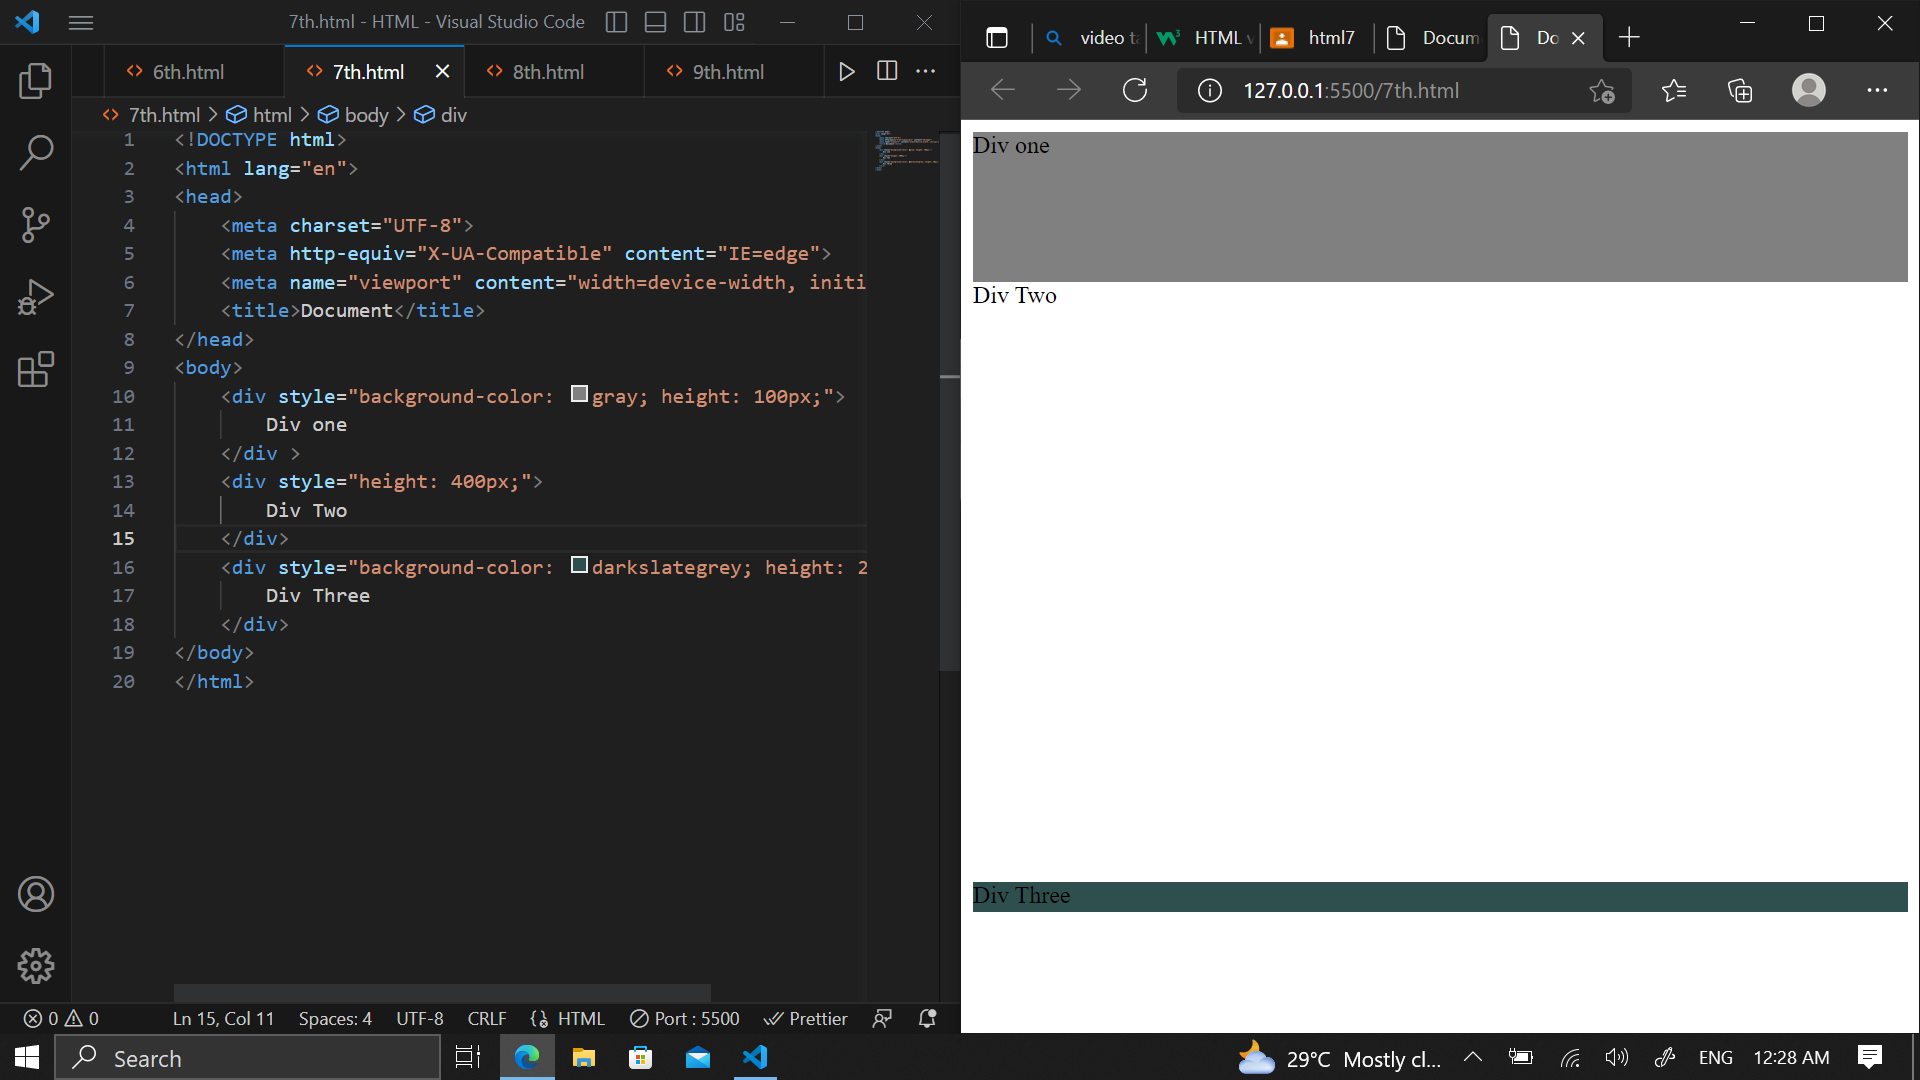 7th.html - HTML - Visual Studio Code
6th.html
7th.html
8th.html
9th.html
7th.html > html > body > div
1 <!DOCTYPE html>
2 <html lang="en">
3 <head>
4 <meta charset="UTF-8">
5 <meta http-equiv="X-UA-Compatible" content="IE=edge">
6 <meta name="viewport" content="width=device-width, initi
7 <title>Document</title>
8 </head>
9 <body>
10 <div style="background-color: gray; height: 100px;">
11 Div one
12 </div >
13 <div style="height: 400px;">
14 Div Two
15 </div>
16 <div style="background-color: darkslategrey; height: 2
17 Div Three
18 </div>
19 </body>
20 </html>
0 0 Ln 15, Col 11 Spaces: 4 UTF-8 CRLF HTML Port : 5500 Prettier
video t
HTML v
html7
Docum
Do
127.0.0.1:5500/7th.html
Div one
Div Two
Div Three
Search
29°C Mostly cl... ENG 12:28 AM